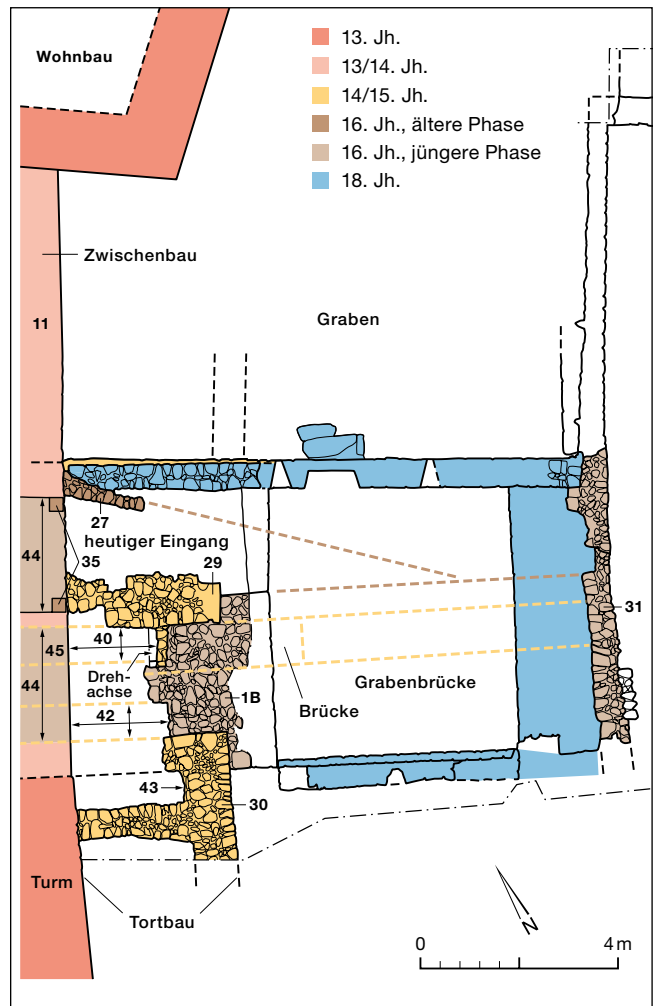 Wohnbau
13. Jh.
13/14. Jh.
14/15. Jh.
16. Jh., ältere Phase
16. Jh., jüngere Phase
18. Jh.
Zwischenbau
11
Graben
27
heutiger Eingang
44
35
29
31
45
40
Dreh-
achse
44
1B
Brücke
Grabenbrücke
42
43
30
Turm
Tortbau
N
0
4 m